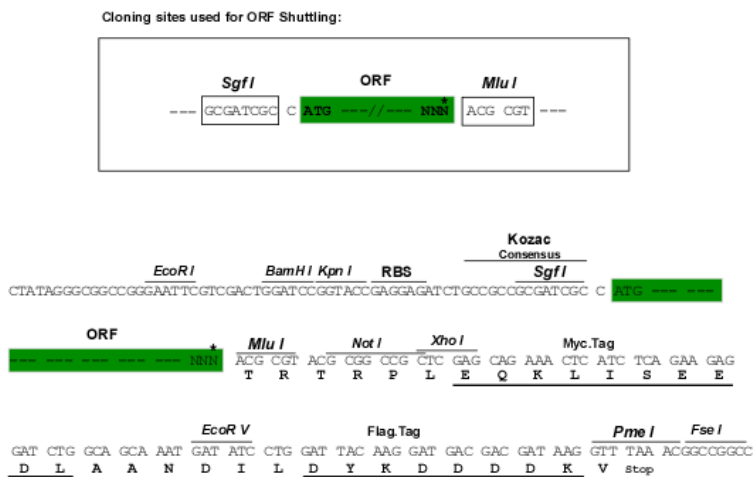 Cloning sites used for ORF Shuttling:
Sgf I ORF Mlu I
--- GCGATCGC C ATG ---//--- NNN* ACG CGT ---
Kozac
Consensus
EcoR I BamH I Kpn I RBS Sgf I
CTATAGGGCGGCCGGGAATTCGTCGACTGGATCCGGTACCGAGGAGATCTGCCGCCGCGATCGC C ATG --- ---
ORF
Mlu I Not I Xho I Myc.Tag
--- --- --- --- --- --- NNN* ACG CGT ACG CGG CCG CTC GAG CAG AAA CTC ATC TCA GAA GAG
T R T R P L E Q K L I S E E
EcoR V Flag.Tag Pme I Fse I
GAT CTG GCA GCA AAT GAT ATC CTG GAT TAC AAG GAT GAC GAC GAT AAG GTT TAA ACGGCCGGCC
D L A A N D I L D Y K D D D D K V Stop